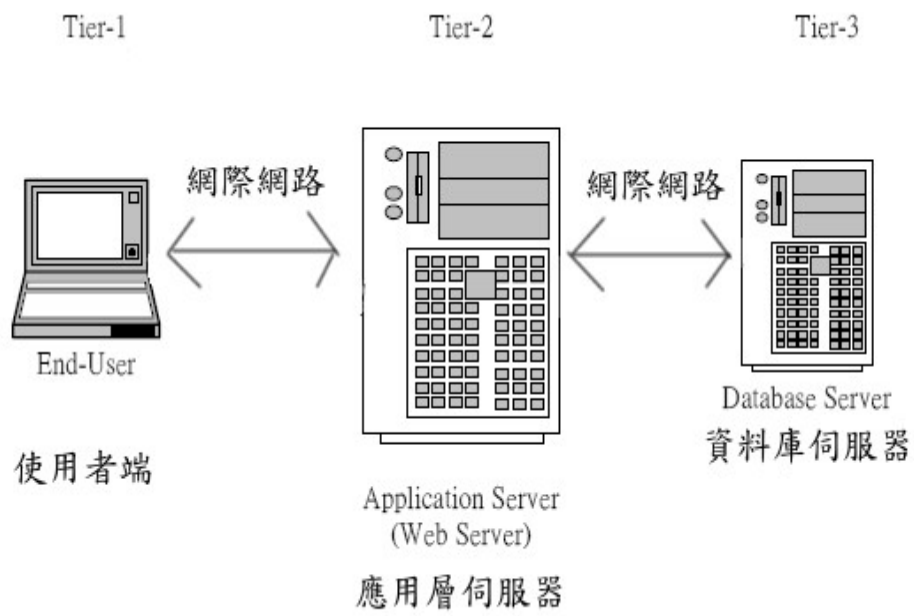 Tier-1
Tier-2
Tier-3
網際網路
網際網路
End-User
使用者端
Application Server
(Web Server)
應用層伺服器
Database Server
資料庫伺服器